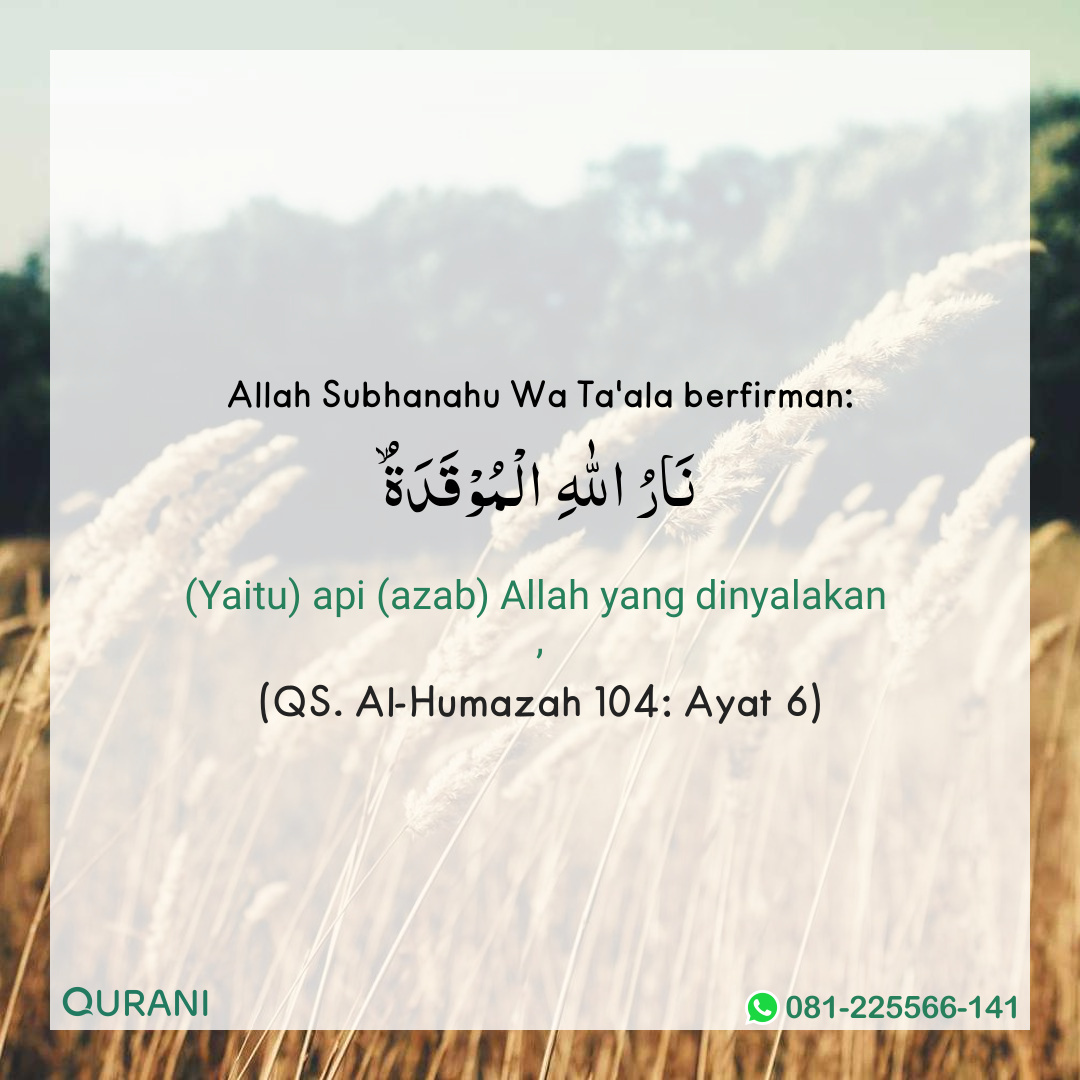 Allah Subhanahu Wa Ta'ala berfirman:
نَا رُ اللّٰهِ الْمُوْقَدَةُ ۙ
(Yaitu) api (azab) Allah yang dinyalakan
,
(QS. Al-Humazah 104: Ayat 6)
QURANI
081-225566-141